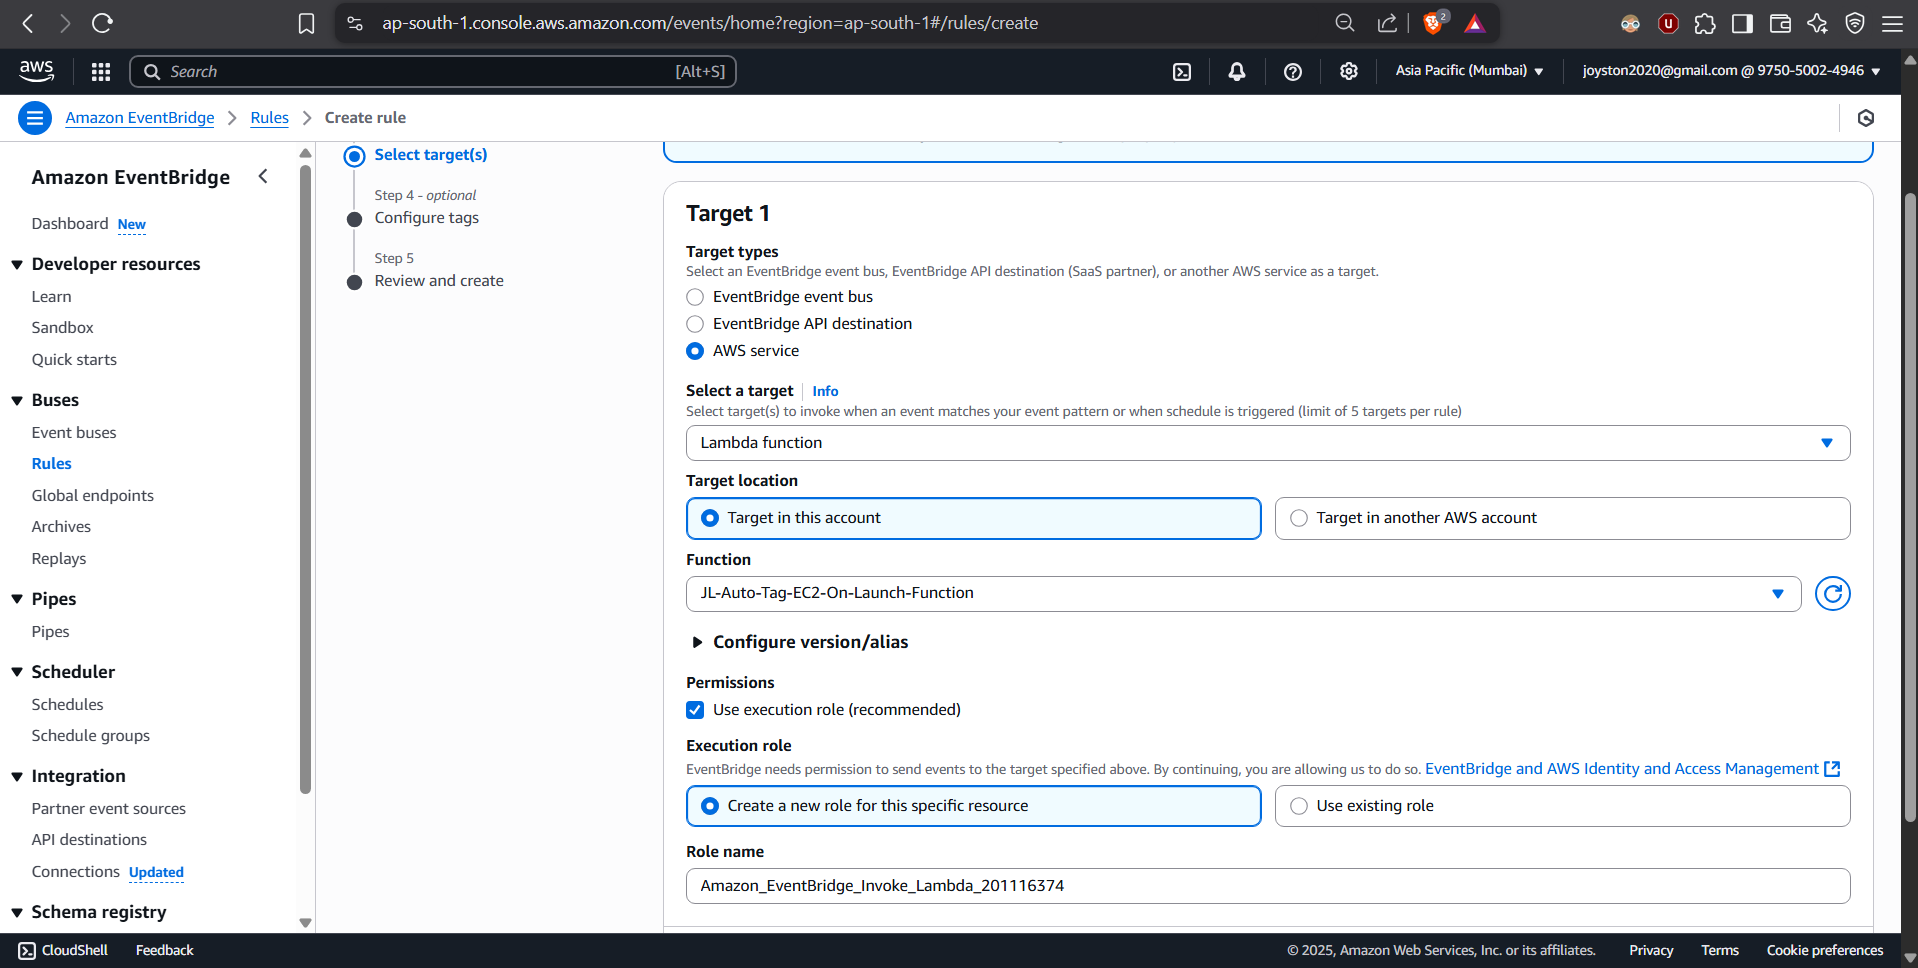 ap-south-1.console.aws.amazon.com/events/home?region=ap-south-1#/rules/create
2
U
aws
Search
[Alt+S]
Asia Pacific (Mumbai)
joyston2020@gmail.com @ 9750-5002-4946
Amazon EventBridge
Rules
Create rule
Amazon EventBridge
Dashboard New
Developer resources
Learn
Sandbox
Quick starts
Buses
Event buses
Rules
Global endpoints
Archives
Replays
Pipes
Pipes
Scheduler
Schedules
Schedule groups
Integration
Partner event sources
API destinations
Connections Updated
Schema registry
Select target(s)
Step 4 - optional
Configure tags
Step 5
Review and create
Target 1
Target types
Select an EventBridge event bus, EventBridge API destination (SaaS partner), or another AWS service as a target.
EventBridge event bus
EventBridge API destination
AWS service
Select a target Info
Select target(s) to invoke when an event matches your event pattern or when schedule is triggered (limit of 5 targets per rule)
Lambda function
Target location
Target in this account
Target in another AWS account
Function
JL-Auto-Tag-EC2-On-Launch-Function
Configure version/alias
Permissions
Use execution role (recommended)
Execution role
EventBridge needs permission to send events to the target specified above. By continuing, you are allowing us to do so. EventBridge and AWS Identity and Access Management
Create a new role for this specific resource
Use existing role
Role name
Amazon_EventBridge_Invoke_Lambda_201116374
CloudShell
Feedback
© 2025, Amazon Web Services, Inc. or its affiliates.
Privacy
Terms
Cookie preferences